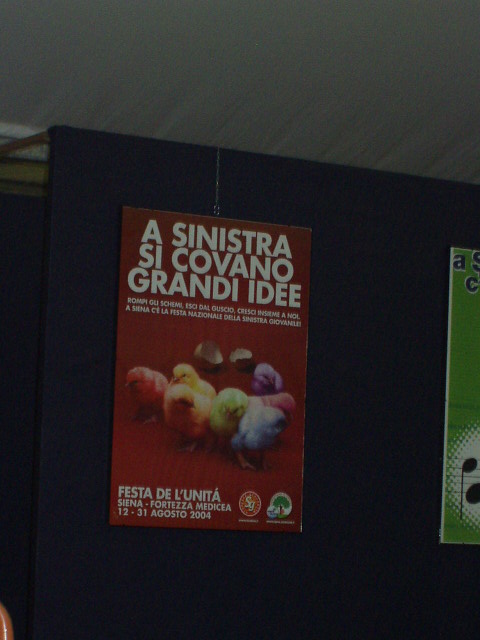 A SINISTRA
SI COVANO
GRANDI IDEE
ROMPI GLI SCHEMI, ESCI DAL GUSCIO, CRESCI INSIEME A NOI.
A SIENA C'È LA FESTA NAZIONALE DELLA SINISTRA GIOVANILE!
FESTA DE L'UNITÁ
SIENA - FORTEZZA MEDICEA
12 - 31 AGOSTO 2004
a S
c